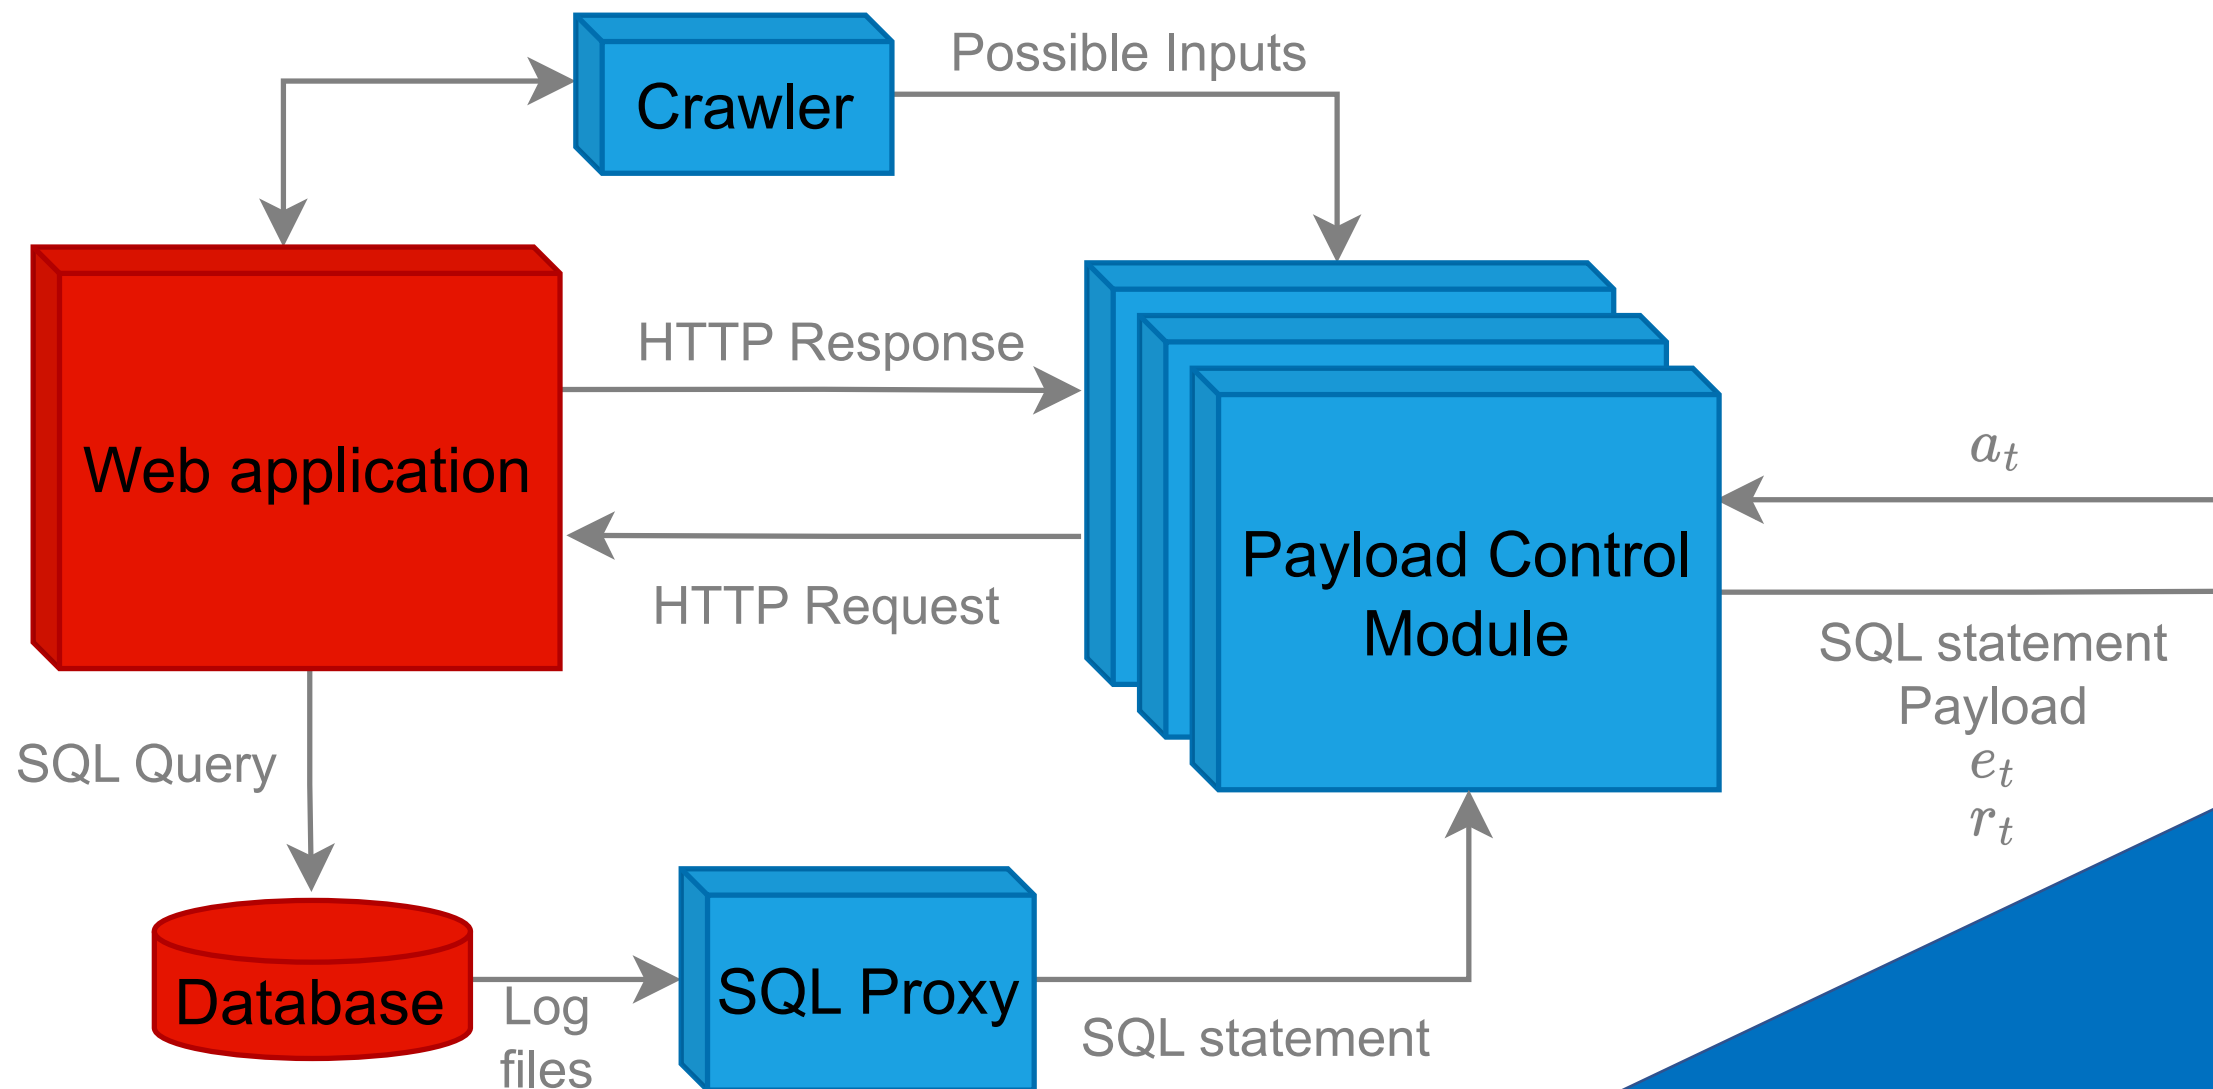 Possible Inputs
Crawler
HTTP Response
Web application
a_t
Payload Control
Module
HTTP Request
SQL statement
Payload
e_t
r_t
SQL Query
Database
Log
files
SQL Proxy
SQL statement